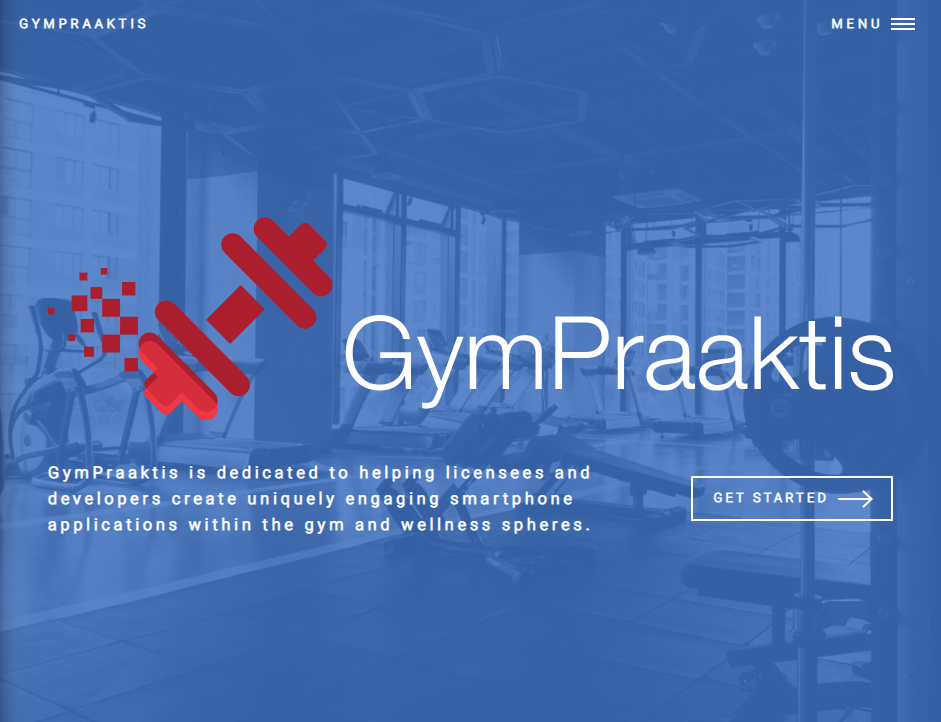 GYMPRAAKTIS
MENU
GymPraaktis
GymPraaktis is dedicated to helping licensees and
developers create uniquely engaging smartphone
applications within the gym and wellness spheres.
GET STARTED